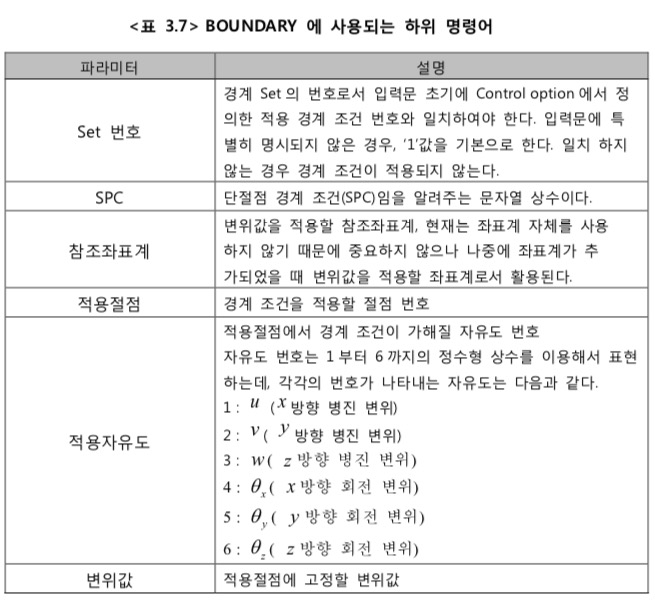 <표 3.7> BOUNDARY 에 사용되는 하위 명령어
파라미터 설명
Set 번호
경계 Set 의 번호로서 입력문 초기에 Control option 에서 정
의한 적용 경계 조건 번호와 일치하여야 한다. 입력문에 특
별히 명시되지 않은 경우, ‘1’값을 기본으로 한다. 일치 하지
않는 경우 경계 조건이 적용되지 않는다.
SPC 단절점 경계 조건(SPC)임을 알려주는 문자열 상수이다.
참조좌표계
변위값을 적용할 참조좌표계, 현재는 좌표계 자체를 사용
하지 않기 때문에 중요하지 않으나 나중에 좌표계가 추
가되었을 때 변위값을 적용할 좌표계로서 활용된다.
적용절점 경계 조건을 적용할 절점 번호
적용자유도
적용절점에서 경계 조건이 가해질 자유도 번호
자유도 번호는 1 부터 6 까지의 정수형 상수를 이용해서 표현
하는데, 각각의 번호가 나타내는 자유도는 다음과 같다.
1 : u (x 방향 병진 변위)
2 : v ( y 방향 병진 변위)
3 : w( z 방향 병진 변위)
4 : θx( x 방향 회전 변위)
5 : θy( y 방향 회전 변위)
6 : θz( z 방향 회전 변위)
변위값 적용절점에 고정할 변위값